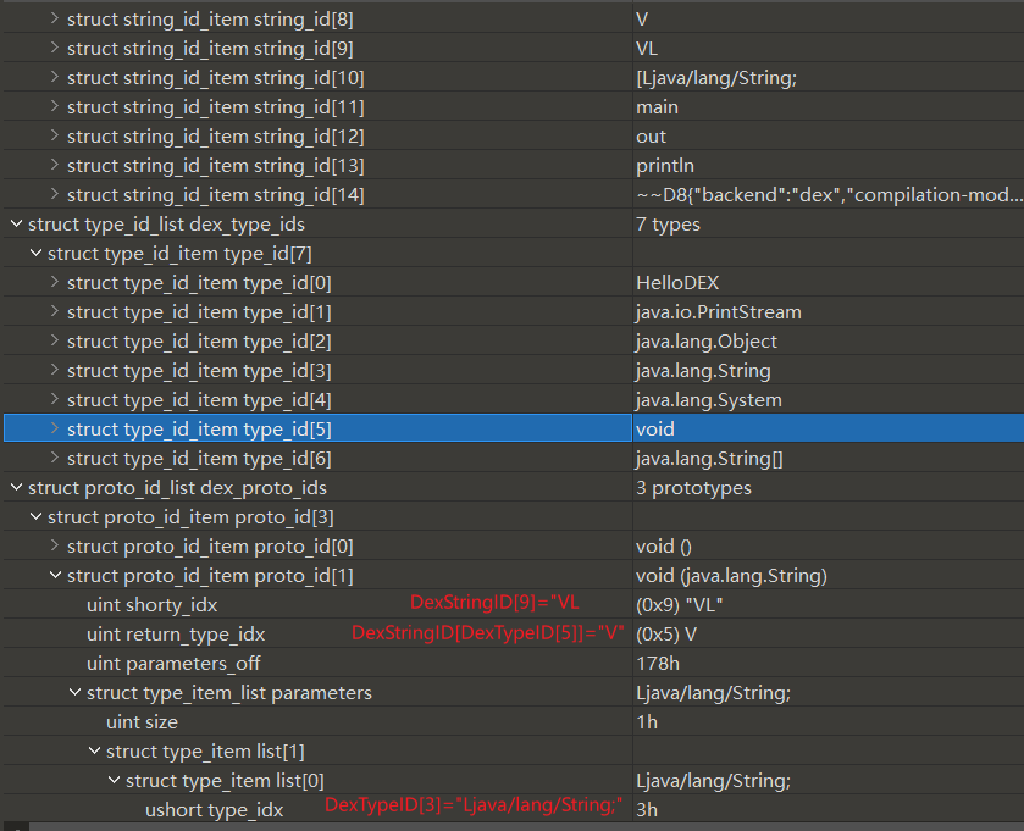 struct string_id_item string_id[8] V
struct string_id_item string_id[9] VL
struct string_id_item string_id[10] [Ljava/lang/String;
struct string_id_item string_id[11] main
struct string_id_item string_id[12] out
struct string_id_item string_id[13] println
struct string_id_item string_id[14] ~~D8{"backend":"dex","compilation-mod...
struct type_id_list dex_type_ids 7 types
struct type_id_item type_id[7]
struct type_id_item type_id[0] HelloDEX
struct type_id_item type_id[1] java.io.PrintStream
struct type_id_item type_id[2] java.lang.Object
struct type_id_item type_id[3] java.lang.String
struct type_id_item type_id[4] java.lang.System
struct type_id_item type_id[5] void
struct type_id_item type_id[6] java.lang.String[]
struct proto_id_list dex_proto_ids 3 prototypes
struct proto_id_item proto_id[3]
struct proto_id_item proto_id[0] void ()
struct proto_id_item proto_id[1] void (java.lang.String)
uint shorty_idx DexStringID[9]="VL (0x9) "VL"
uint return_type_idx DexStringID[DexTypeID[5]]="V" (0x5) V
uint parameters_off 178h
struct type_item_list parameters Ljava/lang/String;
uint size 1h
struct type_item list[1]
struct type_item list[0] Ljava/lang/String;
ushort type_idx DexTypeID[3]="Ljava/lang/String;" 3h